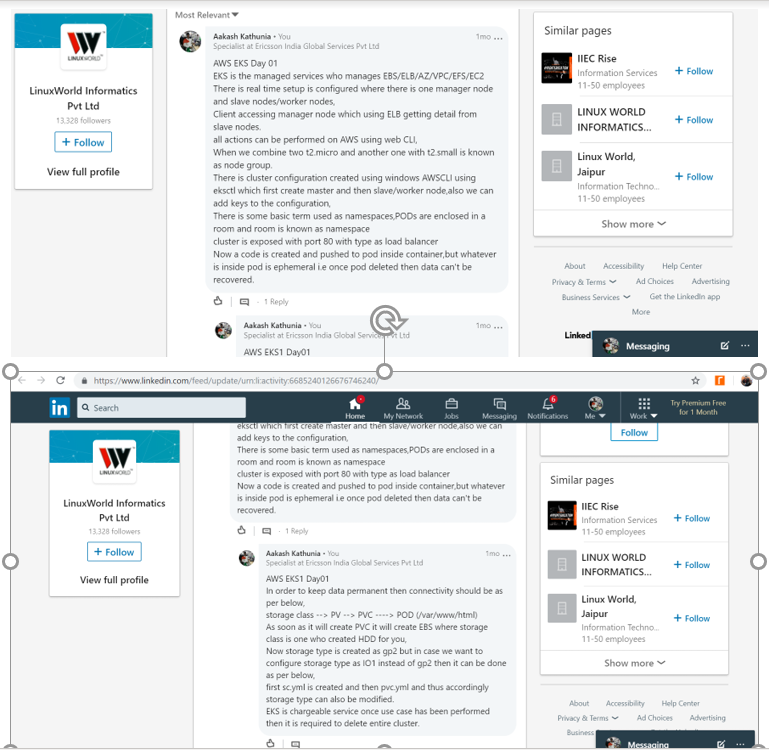 Most Relevant
LINUXWORLD
LinuxWorld Informatics
Pvt Ltd
13,328 followers
+ Follow
View full profile
Aakash Kathunia • You
1mo ...
Specialist at Ericsson India Global Services Pvt Ltd
AWS EKS Day 01
EKS is the managed services who manages EBS/ELB/AZ/VPC/EFS/EC2
There is real time setup is configured where there is one manager node
and slave nodes/worker nodes,
Client accessing manager node which using ELB getting detail from
slave nodes.
all actions can be performed on AWS using web CLI,
When we combine two t2.micro and another one with t2.small is known
as node group.
There is cluster configuration created using windows AWSCLI using
eksctl which first create master and then slave/worker node,also we can
add keys to the configuration,
There is some basic term used as namespaces,PODs are enclosed in a
room and room is known as namespace
cluster is exposed with port 80 with type as load balancer
Now a code is created and pushed to pod inside container,but whatever
is inside pod is ephemeral i.e once pod deleted then data can't be
recovered.
· 1 Reply
Aakash Kathunia • You
1mo ...
Specialist at Ericsson India Global Services Pvt Ltd
AWS EKS1 Day01
Similar pages
IIEC Rise
Information Services
11-50 employees
+ Follow
LINUX WORLD
INFORMATICS...
+ Follow
Linux World,
Jaipur
Information Techno...
11-50 employees
+ Follow
Show more
About Accessibility Help Center
Privacy & Terms Ad Choices Advertising
Business Services Get the LinkedIn app
More
Linked
Messaging
https://www.linkedin.com/feed/update/urn:li:activity:6685240126676746240/
in
Search
Home
My Network
Jobs
Messaging
6
Notifications
Me
Work
Try Premium Free
for 1 Month
LINUXWORLD
LinuxWorld Informatics
Pvt Ltd
13,328 followers
+ Follow
View full profile
eksctl which first create master and then slave/worker node,also we can
add keys to the configuration,
There is some basic term used as namespaces,PODs are enclosed in a
room and room is known as namespace
cluster is exposed with port 80 with type as load balancer
Now a code is created and pushed to pod inside container,but whatever
is inside pod is ephemeral i.e once pod deleted then data can't be
recovered.
· 1 Reply
Aakash Kathunia • You
1mo ...
Specialist at Ericsson India Global Services Pvt Ltd
AWS EKS1 Day01
In order to keep data permanent then connectivity should be as
per below,
storage class --> PV --> PVC ----> POD (/var/www/html)
As soon as it will create PVC it will create EBS where storage
class is one who created HDD for you,
Now storage type is created as gp2 but in case we want to
configure storage type as IO1 instead of gp2 then it can be done
as per below,
first sc.yml is created and then pvc.yml and thus accordingly
storage type can also be modified.
EKS is chargeable service once use case has been performed
then it is required to delete entire cluster.
Follow
Similar pages
IIEC Rise
Information Services
11-50 employees
+ Follow
LINUX WORLD
INFORMATICS...
+ Follow
Linux World,
Jaipur
Information Techno...
11-50 employees
+ Follow
Show more
About Accessibility Help Center
Privacy & Terms Ad Choices Advertising
Business
Messaging